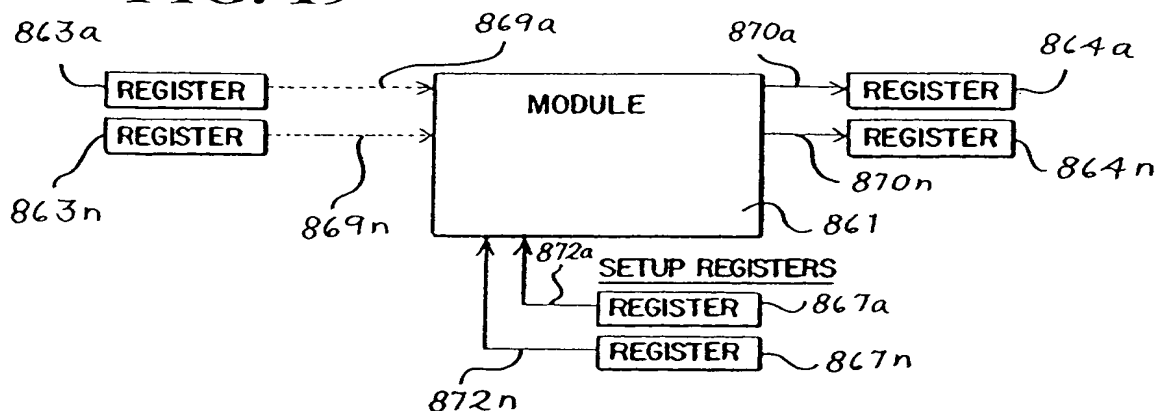 863a
869a
870a
864a
REGISTER
MODULE
REGISTER
REGISTER
REGISTER
863n
869n
870n
864n
861
872a
SETUP REGISTERS
REGISTER
867a
REGISTER
867n
872n